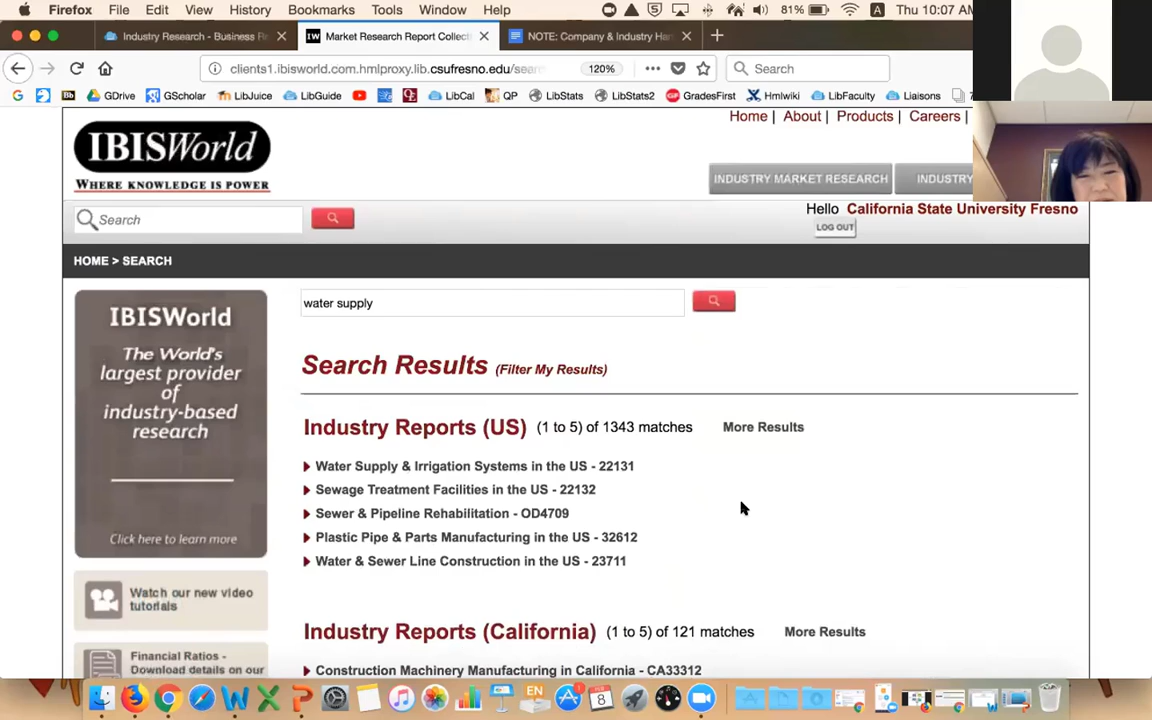 Firefox File Edit View History Bookmarks Tools Window Help 81% A Thu 10:07 AM
Industry Research - Business R
IW Market Research Report Collecti
NOTE: Company & Industry Han
clients1.ibisworld.com.hmlproxy.lib.csufresno.edu/sear
120%
Search
GDrive GScholar LibJuice LibGuide LibCal QP LibStats LibStats2 GradesFirst Hmlwiki LibFaculty Liaisons
IBISWorld
WHERE KNOWLEDGE IS POWER
Home | About | Products | Careers |
INDUSTRY MARKET RESEARCH INDUSTRY
Search
Hello California State University Fresno
LOG OUT
HOME > SEARCH
IBISWorld
The World's
largest provider
of
industry-based
research
Click here to learn more
Watch our new video
tutorials
Financial Ratios -
Download details on our
water supply
Search Results (Filter My Results)
Industry Reports (US) (1 to 5) of 1343 matches More Results
Water Supply & Irrigation Systems in the US - 22131
Sewage Treatment Facilities in the US - 22132
Sewer & Pipeline Rehabilitation - OD4709
Plastic Pipe & Parts Manufacturing in the US - 32612
Water & Sewer Line Construction in the US - 23711
Industry Reports (California) (1 to 5) of 121 matches More Results
Construction Machinery Manufacturing in California - CA33312